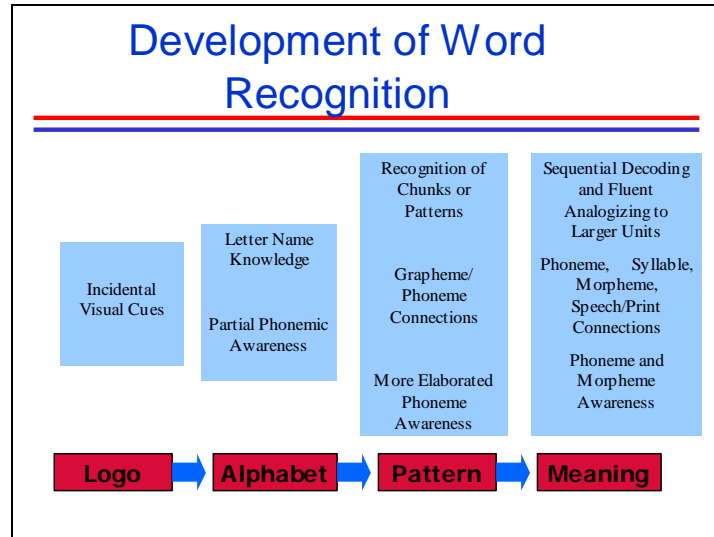 Development of Word
Recognition
Incidental
Visual Cues
Letter Name
Knowledge
Partial Phonemic
Awareness
Recognition of
Chunks or
Patterns
Grapheme/
Phoneme
Connections
More Elaborated
Phoneme
Awareness
Sequential Decoding
and Fluent
Analogizing to
Larger Units
Phoneme, Syllable,
Morpheme,
Speech/Print
Connections
Phoneme and
Morpheme
Awareness
Logo
Alphabet
Pattern
Meaning